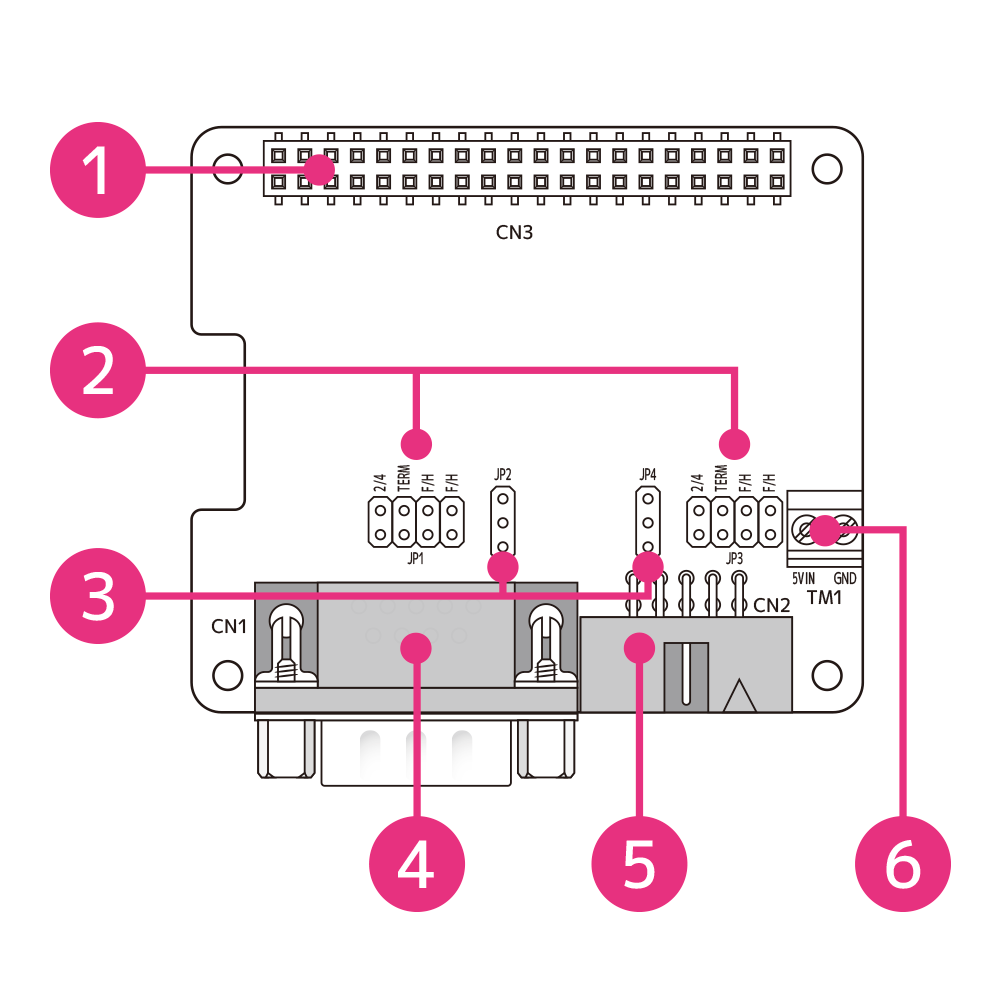 1
CN3
2
2/4 TERM F/H F/H
JP2
JP4
2/4 TERM F/H F/H
JP1
JP3
3
5VIN GND
TM1
CN2
CN1
4
5
6